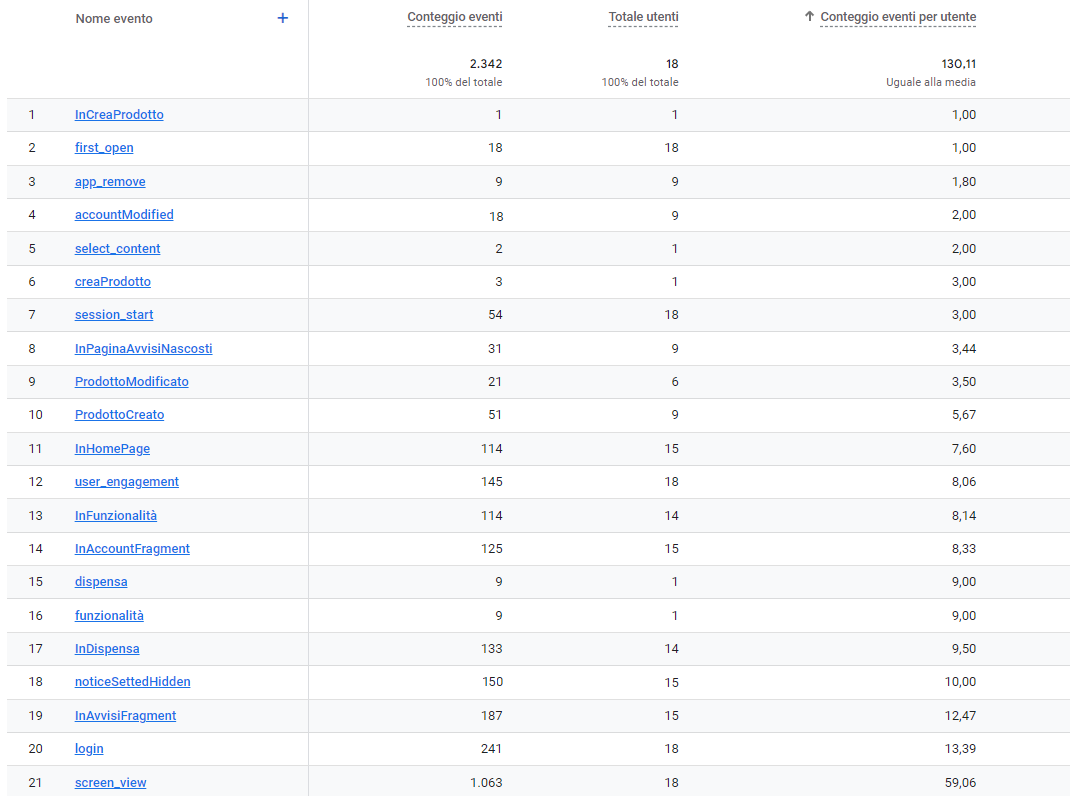 Nome evento + Conteggio eventi Totale utenti ↑ Conteggio eventi per utente
2.342 18 130,11
100% del totale 100% del totale Uguale alla media
1 InCreaProdotto 1 1 1,00
2 first_open 18 18 1,00
3 app_remove 9 9 1,80
4 accountModified 18 9 2,00
5 select_content 2 1 2,00
6 creaProdotto 3 1 3,00
7 session_start 54 18 3,00
8 InPaginaAvvisiNascosti 31 9 3,44
9 ProdottoModificato 21 6 3,50
10 ProdottoCreato 51 9 5,67
11 InHomePage 114 15 7,60
12 user_engagement 145 18 8,06
13 InFunzionalità 114 14 8,14
14 InAccountFragment 125 15 8,33
15 dispensa 9 1 9,00
16 funzionalità 9 1 9,00
17 InDispensa 133 14 9,50
18 noticeSettedHidden 150 15 10,00
19 InAvvisiFragment 187 15 12,47
20 login 241 18 13,39
21 screen_view 1.063 18 59,06